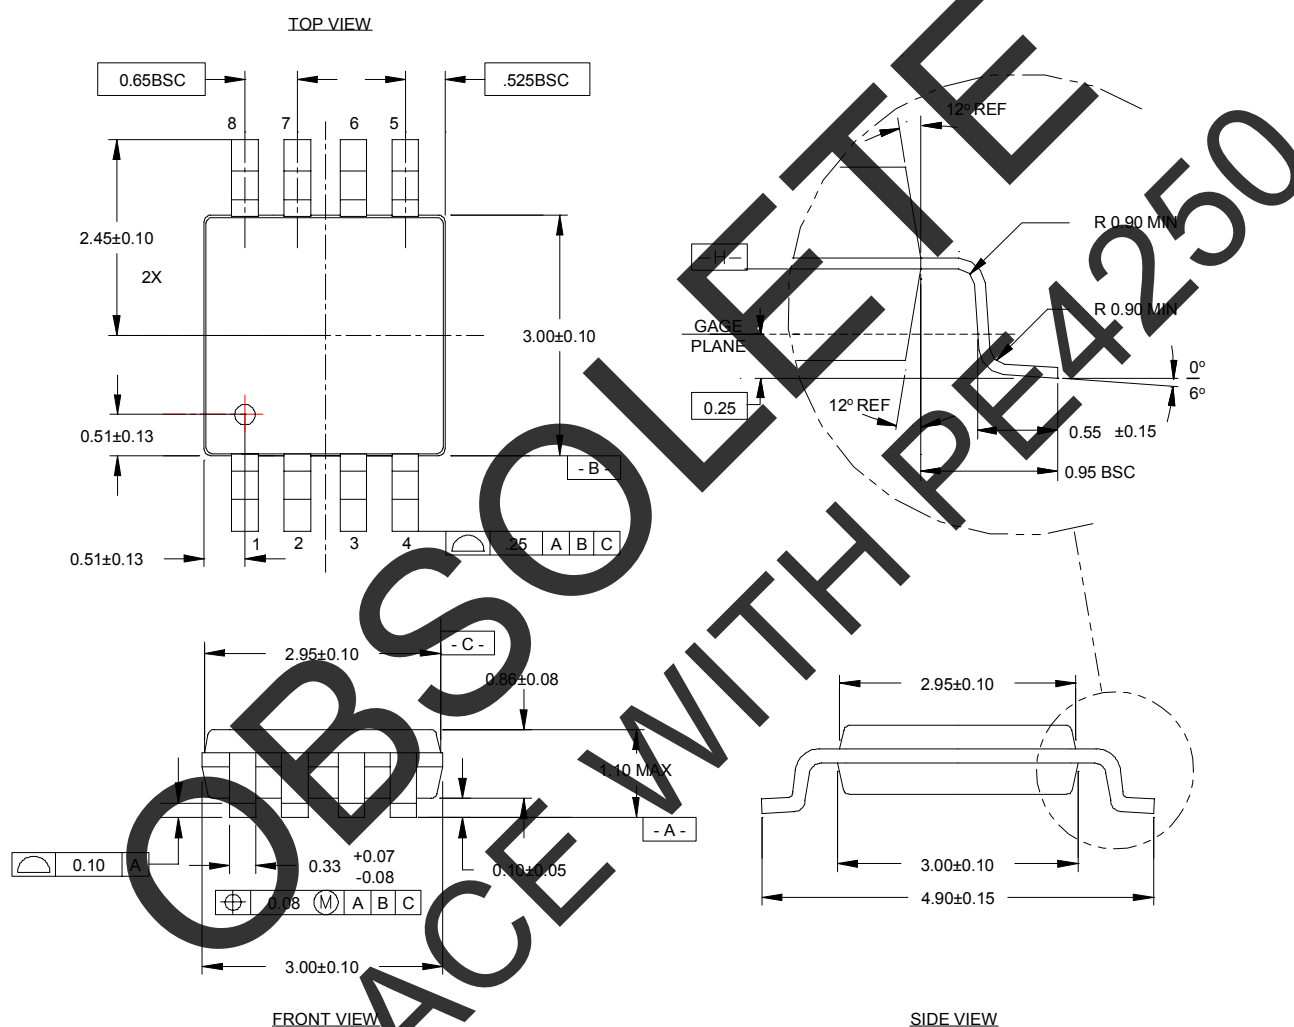 TOP VIEW
0.65BSC
.525BSC
8 7 6 5
2.45±0.10
2X
3.00±0.10
0.51±0.13
- B -
1 2 3 4
.25 A B C
0.51±0.13
12º REF
- H -
R 0.90 MIN
R 0.90 MIN
GAGE
PLANE
0.25
12º REF
0º
6º
0.55 ±0.15
0.95 BSC
2.95±0.10
- C -
0.86±0.08
1.10 MAX
- A -
0.10 A
0.33 +0.07
-0.08
0.10±0.05
0.08 M A B C
3.00±0.10
FRONT VIEW
2.95±0.10
3.00±0.10
4.90±0.15
SIDE VIEW
OBSOLETE
ACE WITH PE4250